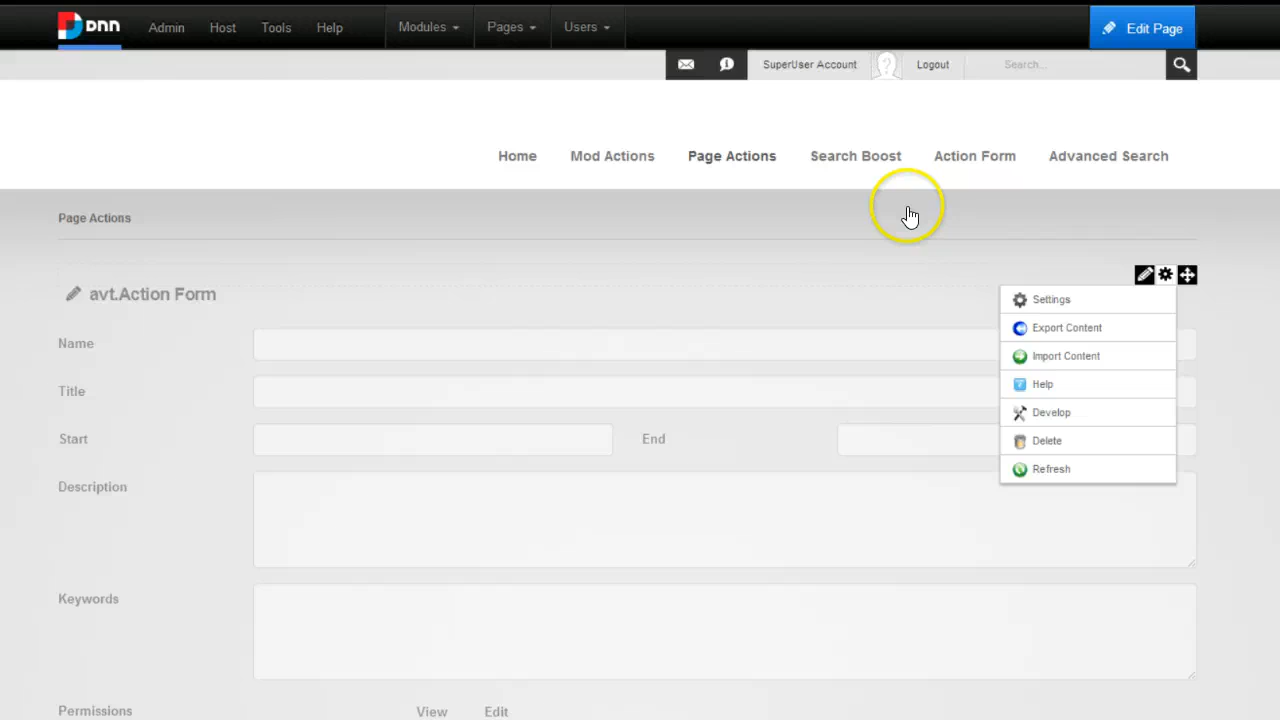 DNN Admin Host Tools Help Modules Pages Users Edit Page
SuperUser Account Logout Search...
Home Mod Actions Page Actions Search Boost Action Form Advanced Search
Page Actions
avt.Action Form
Settings
Export Content
Name
Import Content
Help
Title
Develop
Start End
Delete
Refresh
Description
Keywords
Permissions View Edit